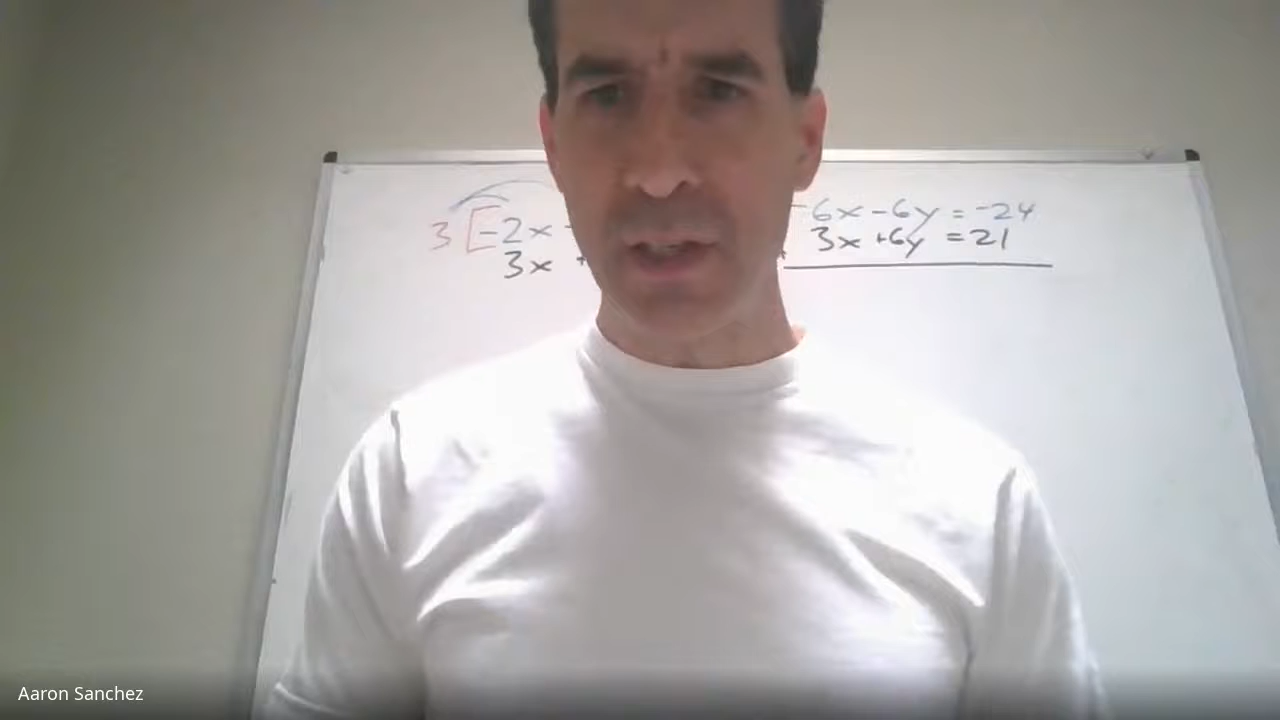 3 [-2x -
3x +
-6x-6y = -24
3x +6y = 21
Aaron Sanchez